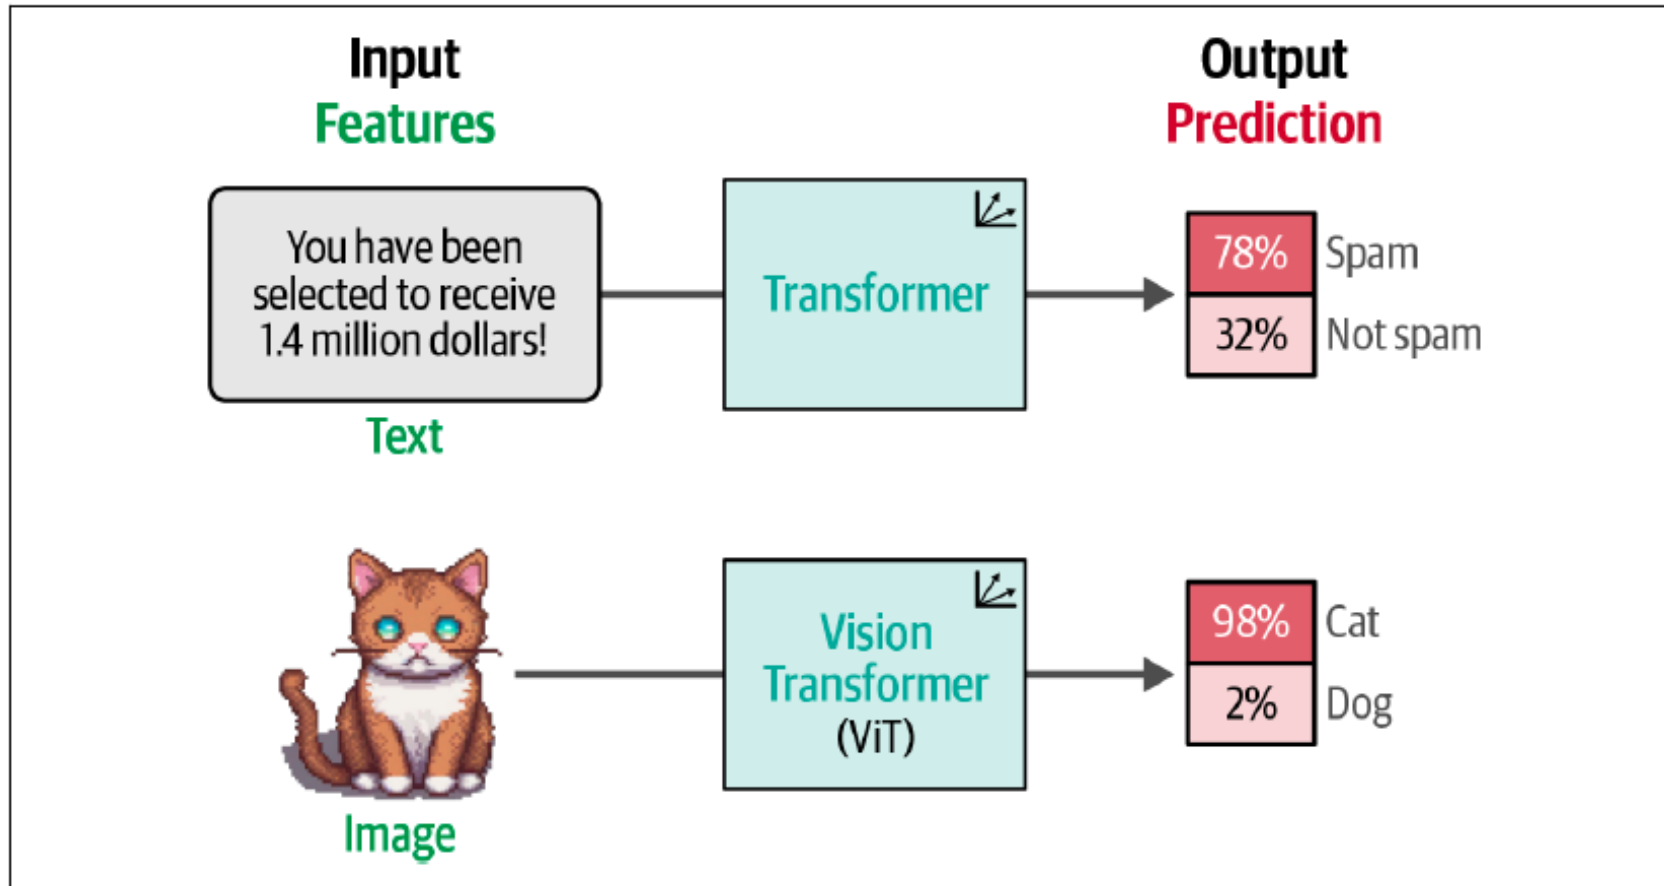 Input
Features
Output
Prediction
You have been
selected to receive
1.4 million dollars!
Text
Transformer
78% Spam
32% Not spam
Image
Vision
Transformer
(ViT)
98% Cat
2% Dog